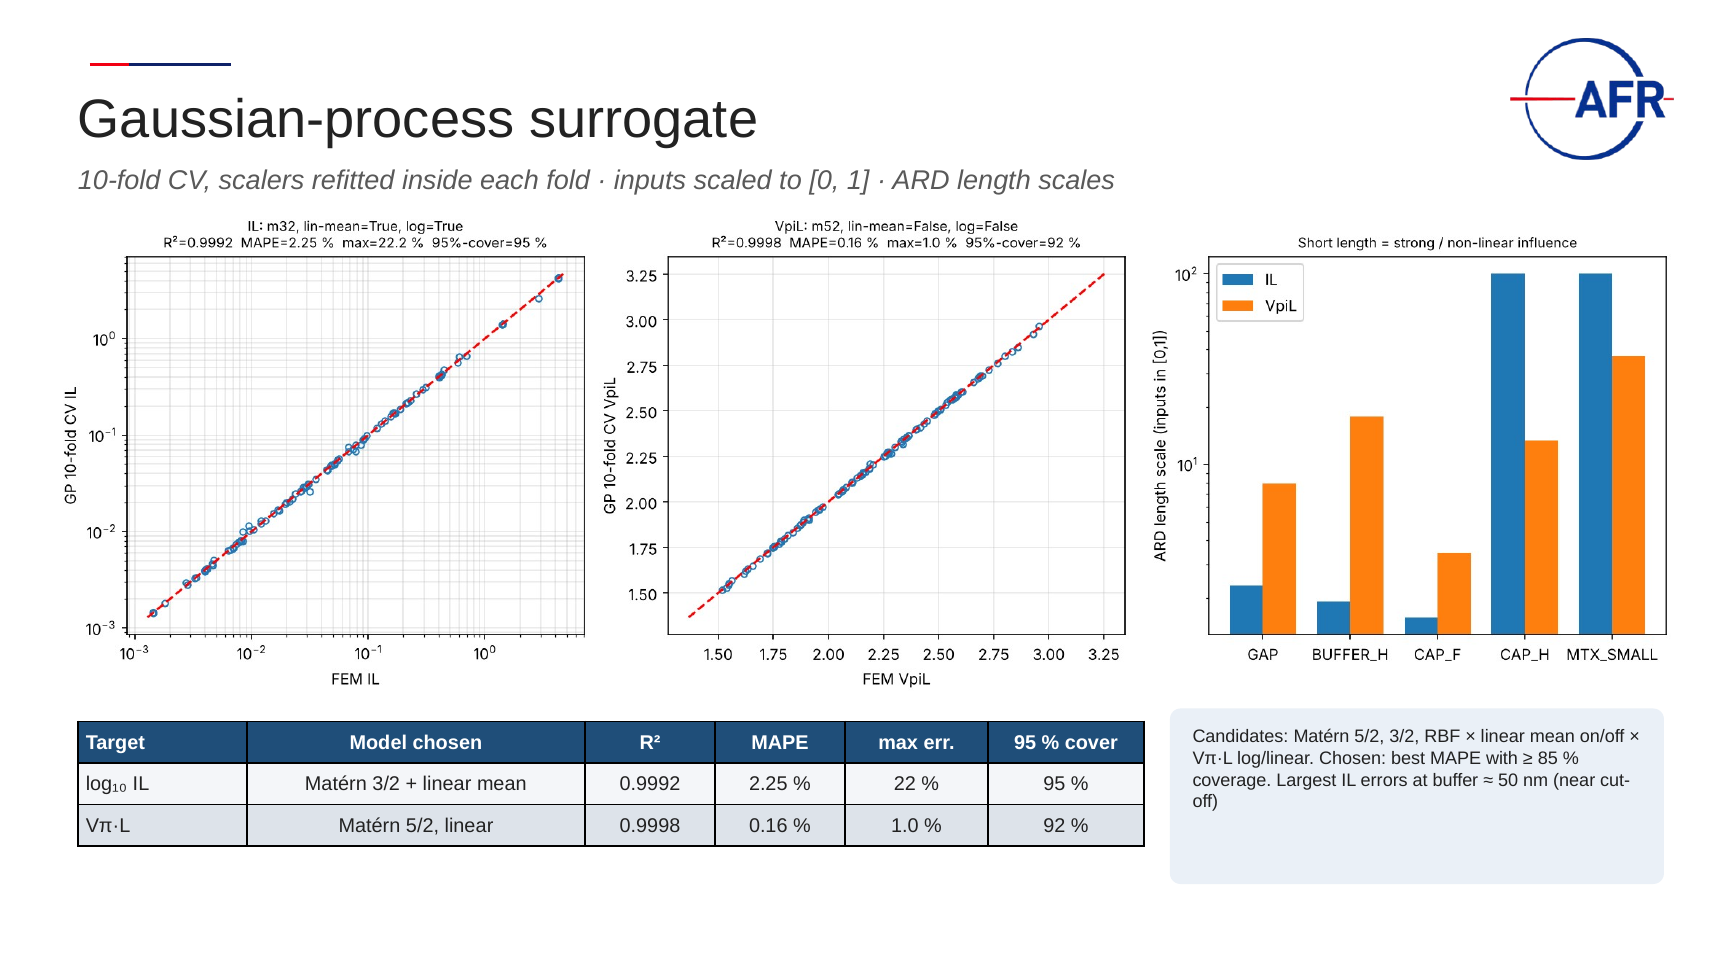 AFR
Gaussian-process surrogate
10-fold CV, scalers refitted inside each fold · inputs scaled to [0, 1] · ARD length scales
IL: m32, lin-mean=True, log=True
R²=0.9992 MAPE=2.25 % max=22.2 % 95%-cover=95 %
10⁰
10⁻¹
10⁻²
10⁻³
GP 10-fold CV IL
10⁻³ 10⁻² 10⁻¹ 10⁰
FEM IL
VpiL: m52, lin-mean=False, log=False
R²=0.9998 MAPE=0.16 % max=1.0 % 95%-cover=92 %
3.25
3.00
2.75
2.50
2.25
2.00
1.75
1.50
GP 10-fold CV VpiL
1.50 1.75 2.00 2.25 2.50 2.75 3.00 3.25
FEM VpiL
Short length = strong / non-linear influence
10²
10¹
IL
VpiL
ARD length scale (inputs in [0,1])
GAP BUFFER_H CAP_F CAP_H MTX_SMALL
Target Model chosen R² MAPE max err. 95 % cover
log₁₀ IL Matérn 3/2 + linear mean 0.9992 2.25 % 22 % 95 %
Vπ·L Matérn 5/2, linear 0.9998 0.16 % 1.0 % 92 %
Candidates: Matérn 5/2, 3/2, RBF × linear mean on/off ×
Vπ·L log/linear. Chosen: best MAPE with ≥ 85 %
coverage. Largest IL errors at buffer ≈ 50 nm (near cut-
off)